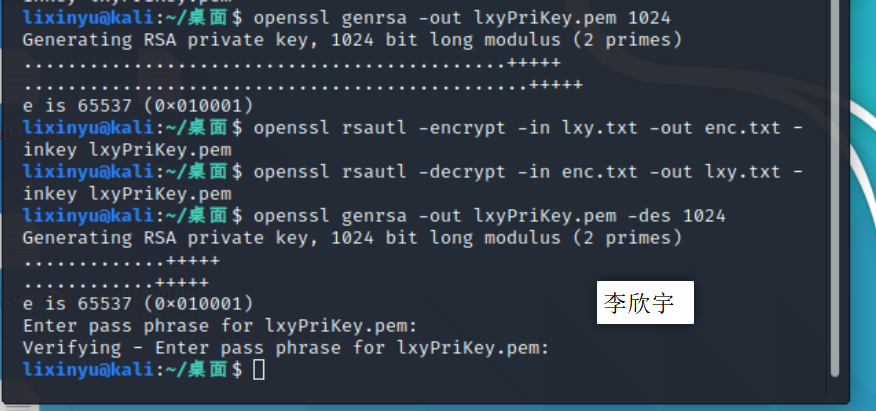 lixinyu@kali:~/桌面$ openssl genrsa -out lxyPriKey.pem 1024
Generating RSA private key, 1024 bit long modulus (2 primes)
............................................+++++
..............................................+++++
e is 65537 (0×010001)
lixinyu@kali:~/桌面$ openssl rsautl -encrypt -in lxy.txt -out enc.txt -
inkey lxyPriKey.pem
lixinyu@kali:~/桌面$ openssl rsautl -decrypt -in enc.txt -out lxy.txt -
inkey lxyPriKey.pem
lixinyu@kali:~/桌面$ openssl genrsa -out lxyPriKey.pem -des 1024
Generating RSA private key, 1024 bit long modulus (2 primes)
.............+++++
............+++++
e is 65537 (0×010001)
李欣宇
Enter pass phrase for lxyPriKey.pem:
Verifying - Enter pass phrase for lxyPriKey.pem:
lixinyu@kali:~/桌面$